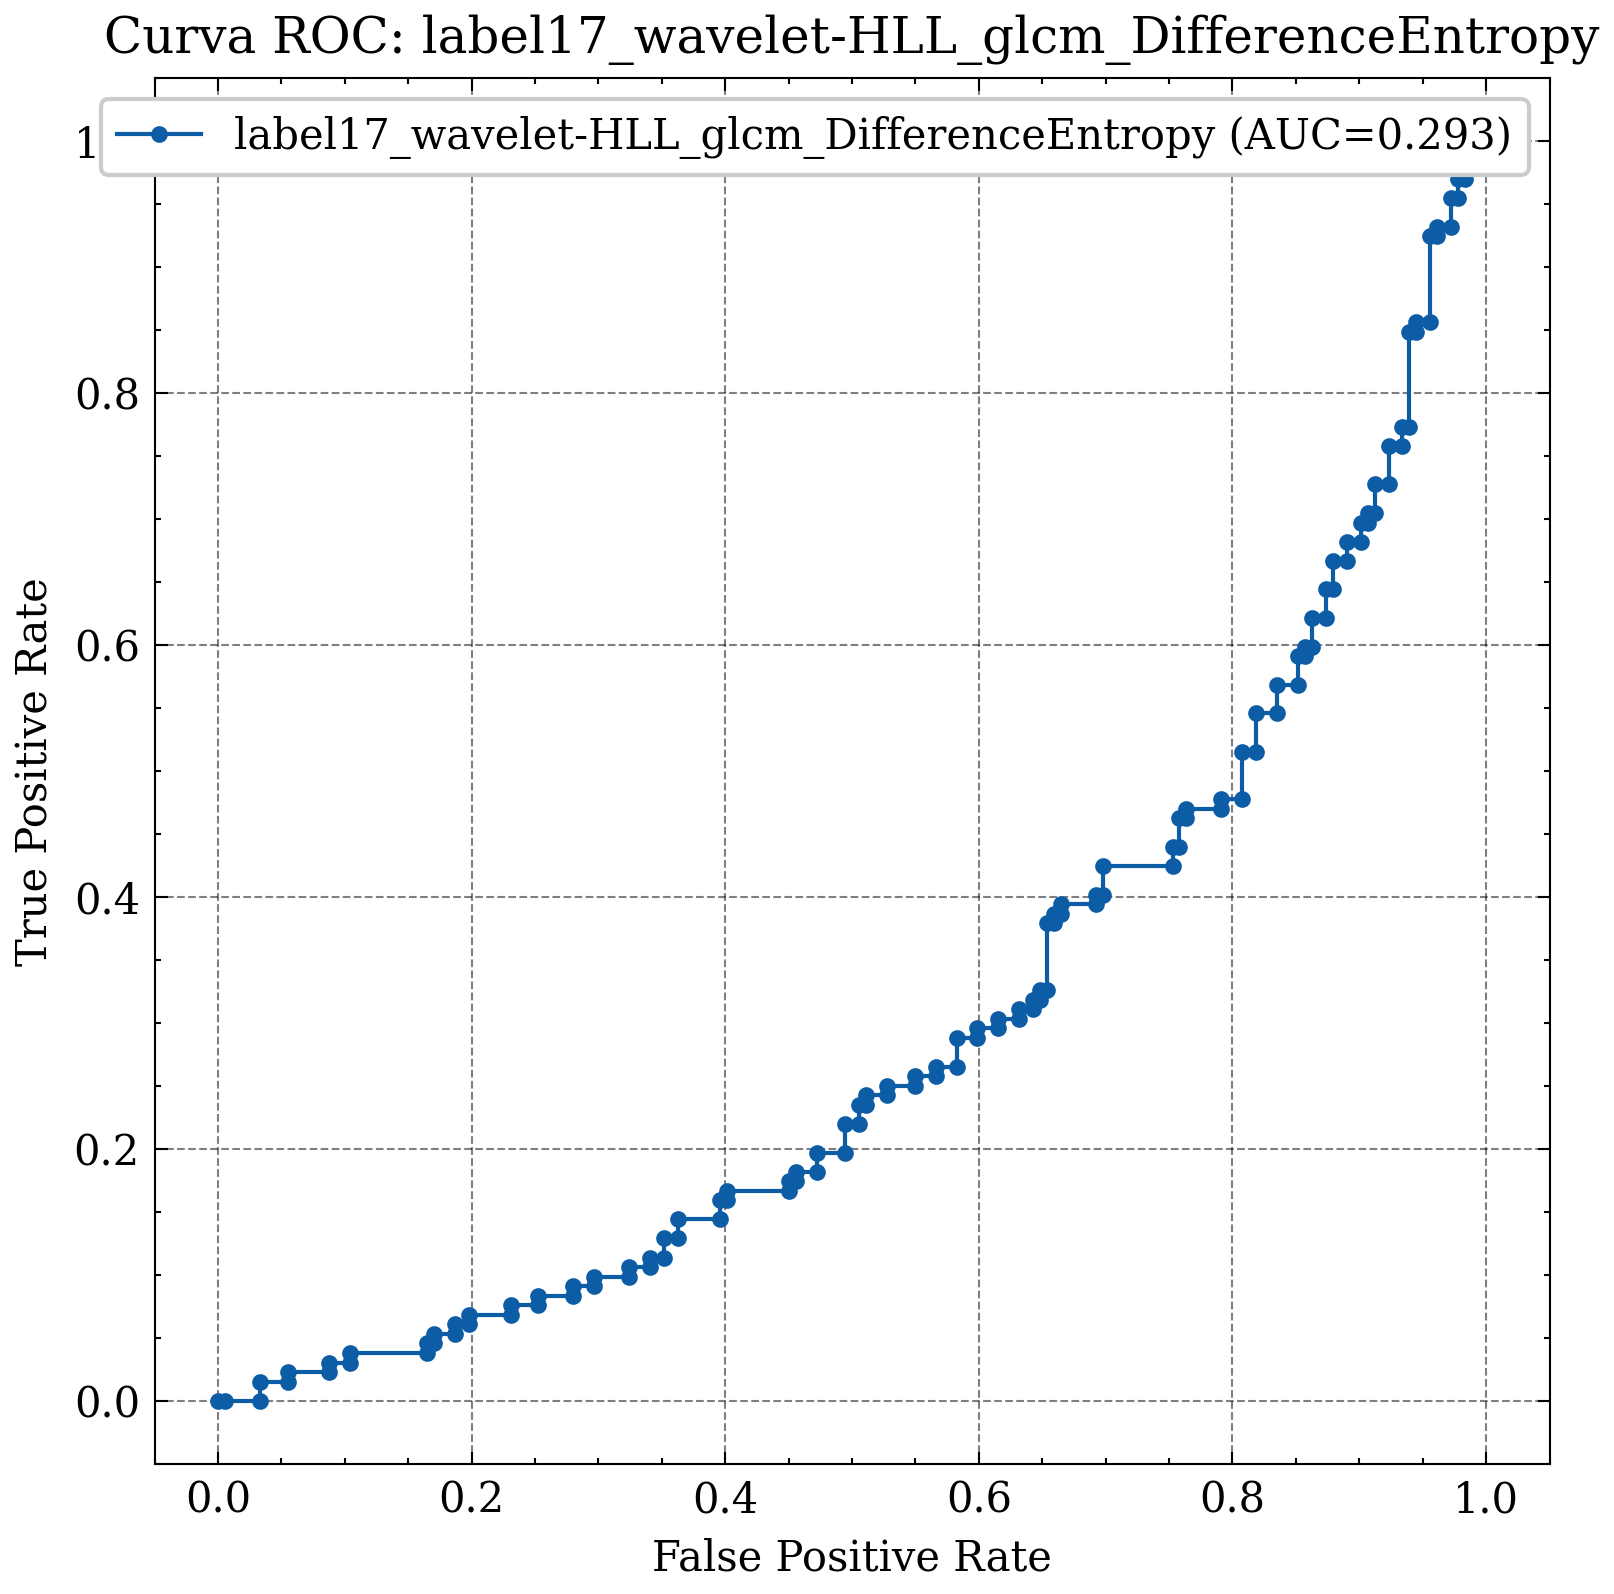 Curva ROC: label17_wavelet-HLL_glcm_DifferenceEntropy
label17_wavelet-HLL_glcm_DifferenceEntropy (AUC=0.293)
1
0.8
0.6
0.4
0.2
0.0
True Positive Rate
0.0 0.2 0.4 0.6 0.8 1.0
False Positive Rate